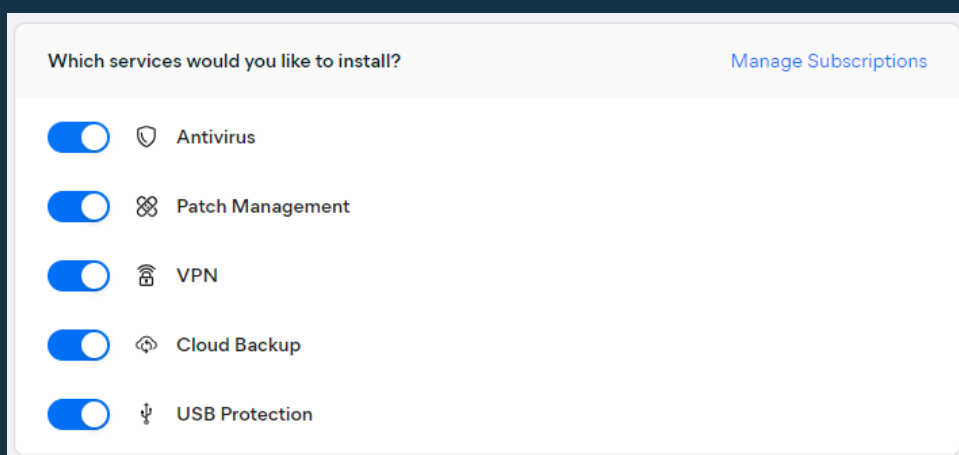 Which services would you like to install? Manage Subscriptions
Antivirus
Patch Management
VPN
Cloud Backup
USB Protection